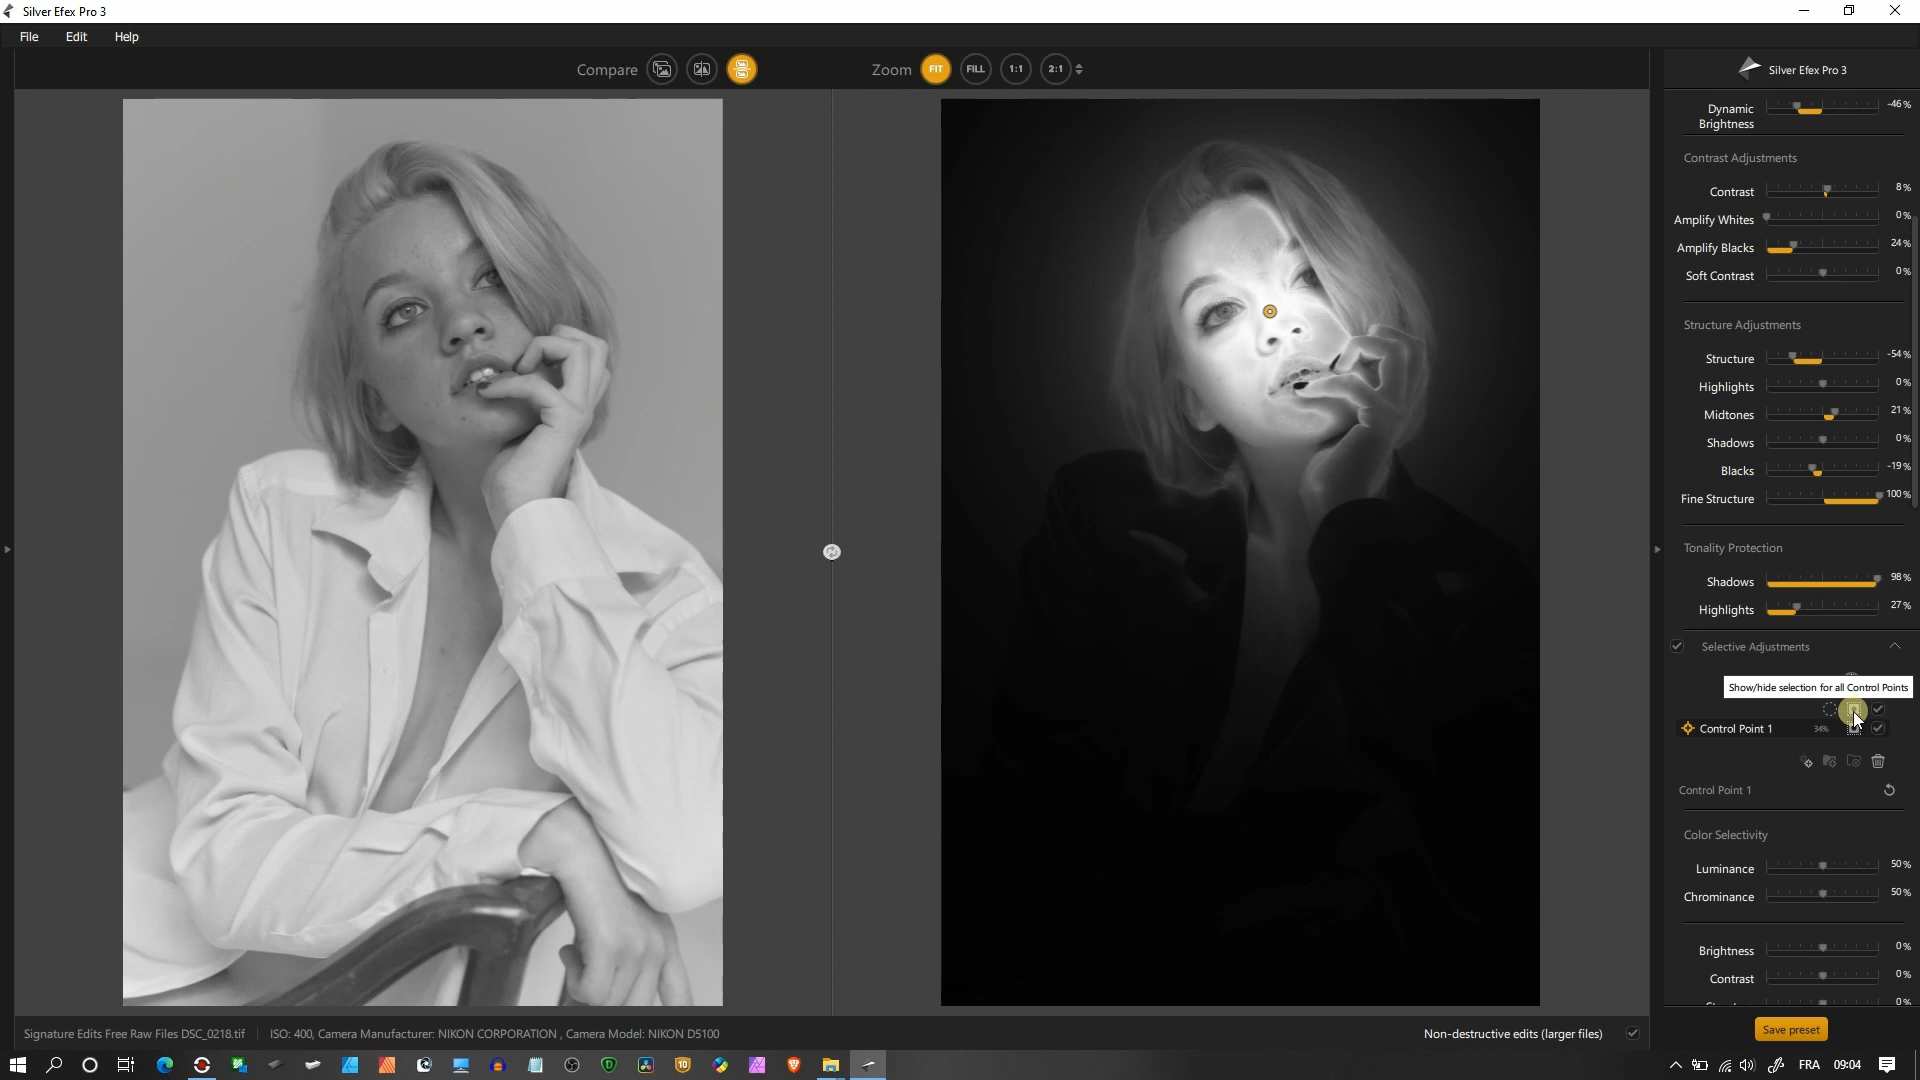 Silver Efex Pro 3
File Edit Help
Compare
Zoom FIT FILL 1:1 2:1
Silver Efex Pro 3
Dynamic Brightness -46%
Contrast Adjustments
Contrast 8%
Amplify Whites 0%
Amplify Blacks 24%
Soft Contrast 0%
Structure Adjustments
Structure -54%
Highlights 0%
Midtones 21%
Shadows 0%
Blacks -19%
Fine Structure 100%
Tonality Protection
Shadows 98%
Highlights 27%
Selective Adjustments
Show/hide selection for all Control Points
Control Point 1 34%
Control Point 1
Color Selectivity
Luminance 50%
Chrominance 50%
Brightness 0%
Contrast 0%
0%
Save preset
Signature Edits Free Raw Files DSC_0218.tif ISO: 400, Camera Manufacturer: NIKON CORPORATION , Camera Model: NIKON D5100
Non-destructive edits (larger files)
10
FRA 09:04